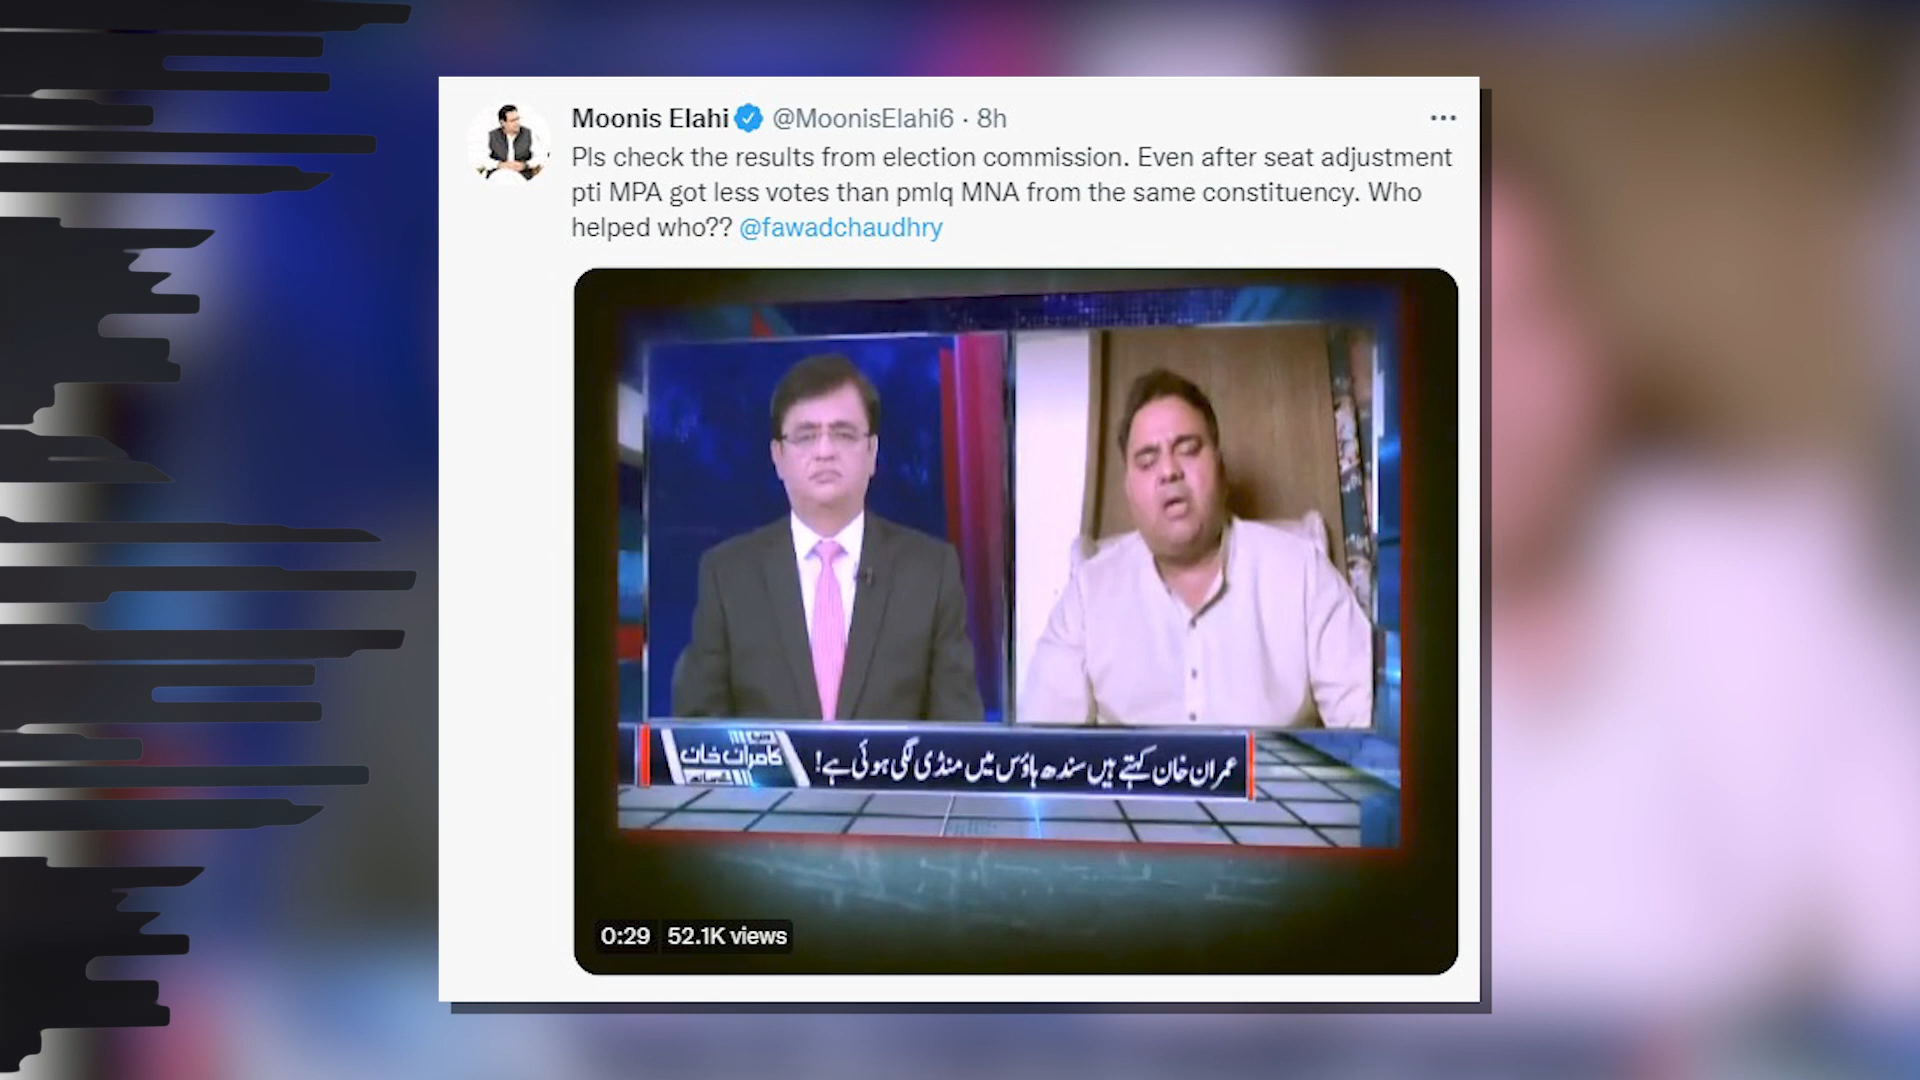 Moonis Elahi @MoonisElahi6 · 8h
Pls check the results from election commission. Even after seat adjustment
pti MPA got less votes than pmlq MNA from the same constituency. Who
helped who?? @fawadchaudhry
کامران خان
عمران خان کہتے ہیں سندھ ہاؤس میں منڈی لگی ہوئی ہے!
0:29 52.1K views